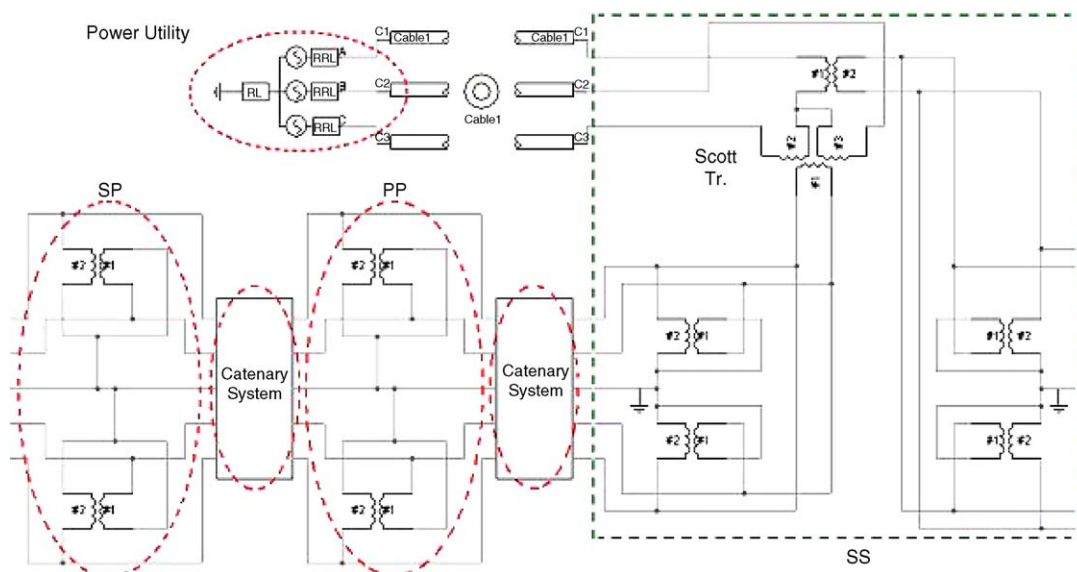 Power Utility
C1
Cable1
Cable1
C1
A
RRL
RL
RRL
B
C2
C2
Cable1
RRL
C
C3
C3
#1
#2
#2
#3
#1
Scott
Tr.
SP
PP
#2
#1
#2
#1
Catenary
System
Catenary
System
#2
#1
#1
#2
#2
#1
#1
#2
#2
#1
#2
#1
SS